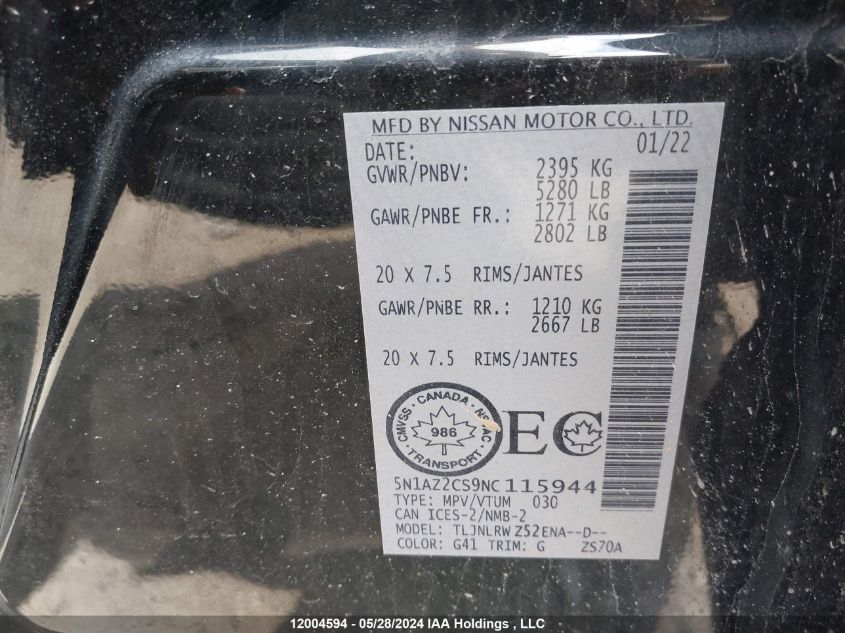 MFD BY NISSAN MOTOR CO., LTD.
DATE: 01/22
GVWR/PNBV: 2395 KG
5280 LB
GAWR/PNBE FR.: 1271 KG
2802 LB
20 X 7.5 RIMS/JANTES
GAWR/PNBE RR.: 1210 KG
2667 LB
20 X 7.5 RIMS/JANTES
CMVSS · CANADA ·
986
TRANSPORT
EC
5N1AZ2CS9NC115944
TYPE: MPV/VTUM 030
CAN ICES-2/NMB-2
MODEL: TLJNLRW Z52ENA--D--
COLOR: G41 TRIM: G ZS70A
12004594 - 05/28/2024 IAA Holdings , LLC